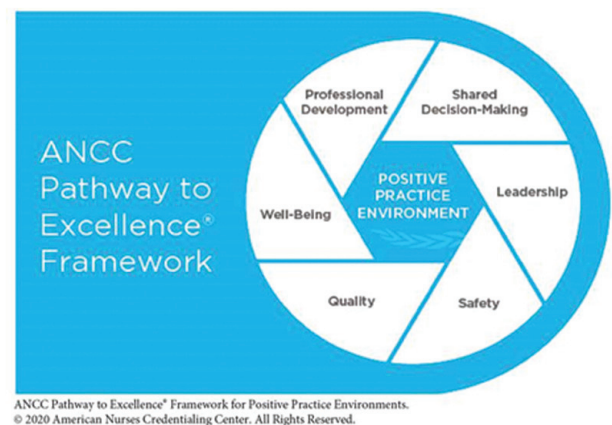 ANCC
Pathway to
Excellence®
Framework
Professional
Development
Shared
Decision-Making
Well-Being
POSITIVE
PRACTICE
ENVIRONMENT
Leadership
Quality
Safety
ANCC Pathway to Excellence® Framework for Positive Practice Environments.
© 2020 American Nurses Credentialing Center. All Rights Reserved.